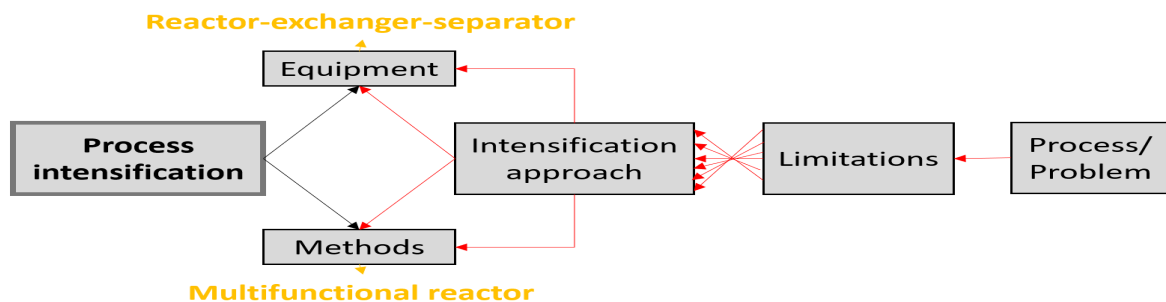 Reactor-exchanger-separator
Equipment
Process
intensification
Intensification
approach
Limitations
Process/
Problem
Methods
Multifunctional reactor